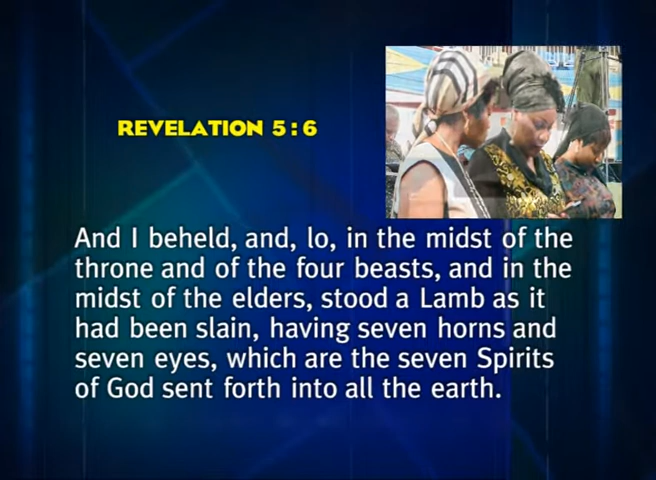 REVELATION 5:6
And I beheld, and, lo, in the midst of the
throne and of the four beasts, and in the
midst of the elders, stood a Lamb as it
had been slain, having seven horns and
seven eyes, which are the seven Spirits
of God sent forth into all the earth.